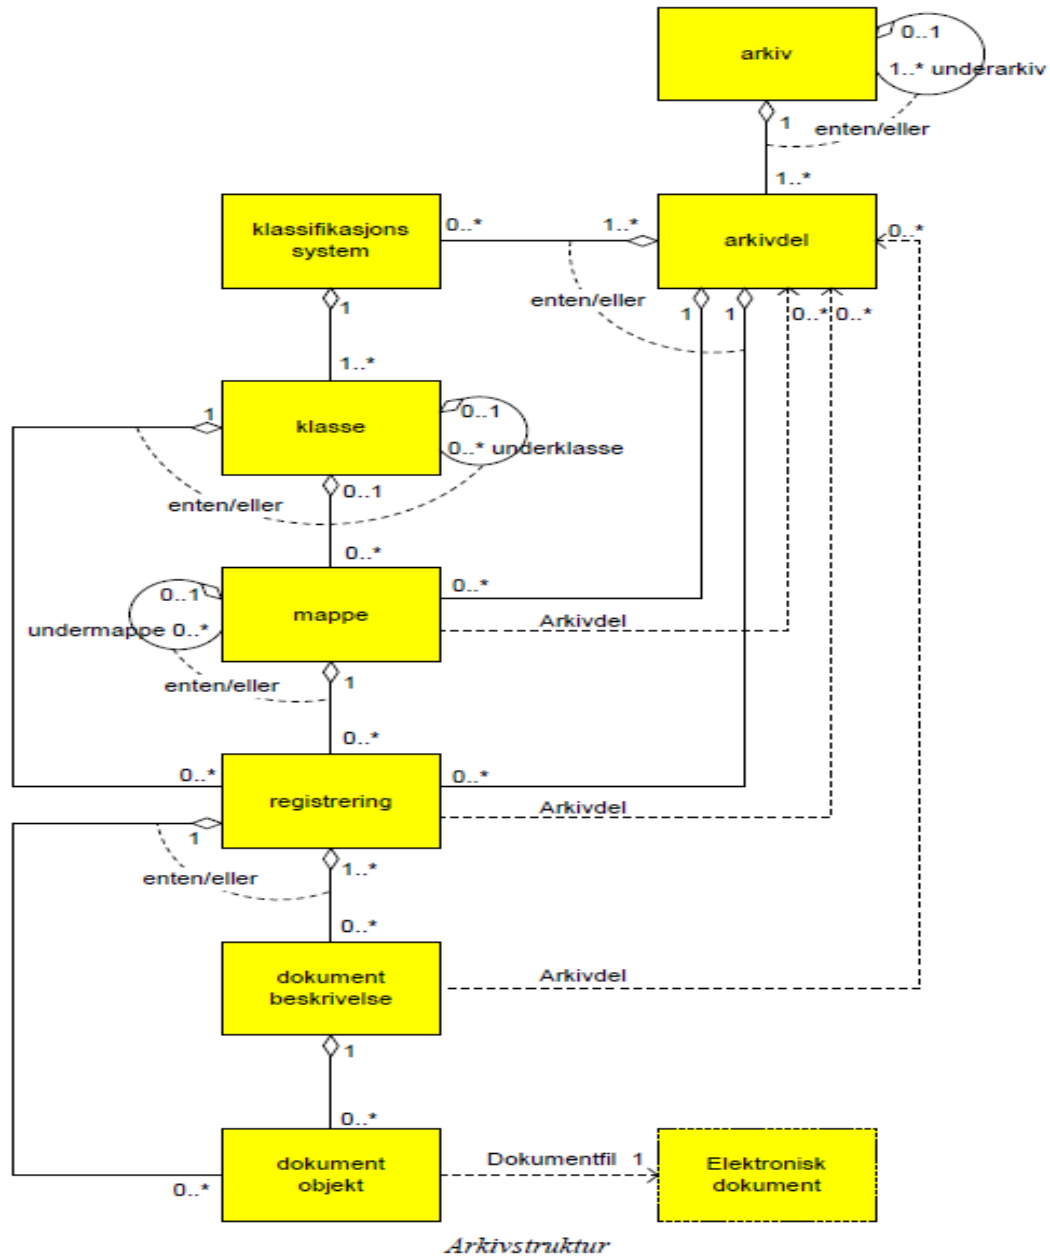 arkiv
0..1
1..* underarkiv
1
enten/eller
1..*
klassifikasjons
system
0..*
1..*
arkivdel
0..*
enten/eller
1
1
1
0..*
0..*
1..*
1
klasse
0..1
0..* underklasse
enten/eller
0..1
0..*
0..1
mappe
0..*
undermappe 0..*
Arkivdel
enten/eller
1
0..*
0..*
registrering
0..*
Arkivdel
1
enten/eller
1..*
0..*
dokument
beskrivelse
Arkivdel
1
0..*
dokument
objekt
0..*
Dokumentfil 1
Elektronisk
dokument
Arkivstruktur